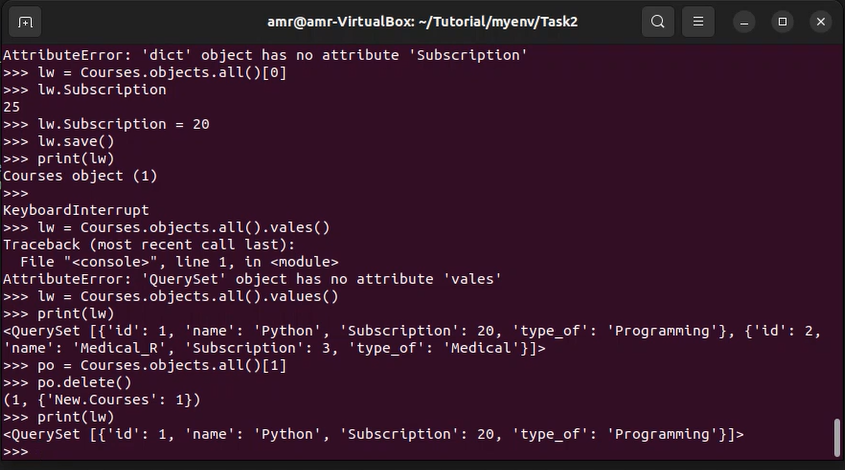 amr@amr-VirtualBox: ~/Tutorial/myenv/Task2
AttributeError: 'dict' object has no attribute 'Subscription'
>>> lw = Courses.objects.all()[0]
>>> lw.Subscription
25
>>> lw.Subscription = 20
>>> lw.save()
>>> print(lw)
Courses object (1)
>>>
KeyboardInterrupt
>>> lw = Courses.objects.all().vales()
Traceback (most recent call last):
  File "<console>", line 1, in <module>
AttributeError: 'QuerySet' object has no attribute 'vales'
>>> lw = Courses.objects.all().values()
>>> print(lw)
<QuerySet [{'id': 1, 'name': 'Python', 'Subscription': 20, 'type_of': 'Programming'}, {'id': 2,
'name': 'Medical_R', 'Subscription': 3, 'type_of': 'Medical'}]>
>>> po = Courses.objects.all()[1]
>>> po.delete()
(1, {'New.Courses': 1})
>>> print(lw)
<QuerySet [{'id': 1, 'name': 'Python', 'Subscription': 20, 'type_of': 'Programming'}]>
>>>